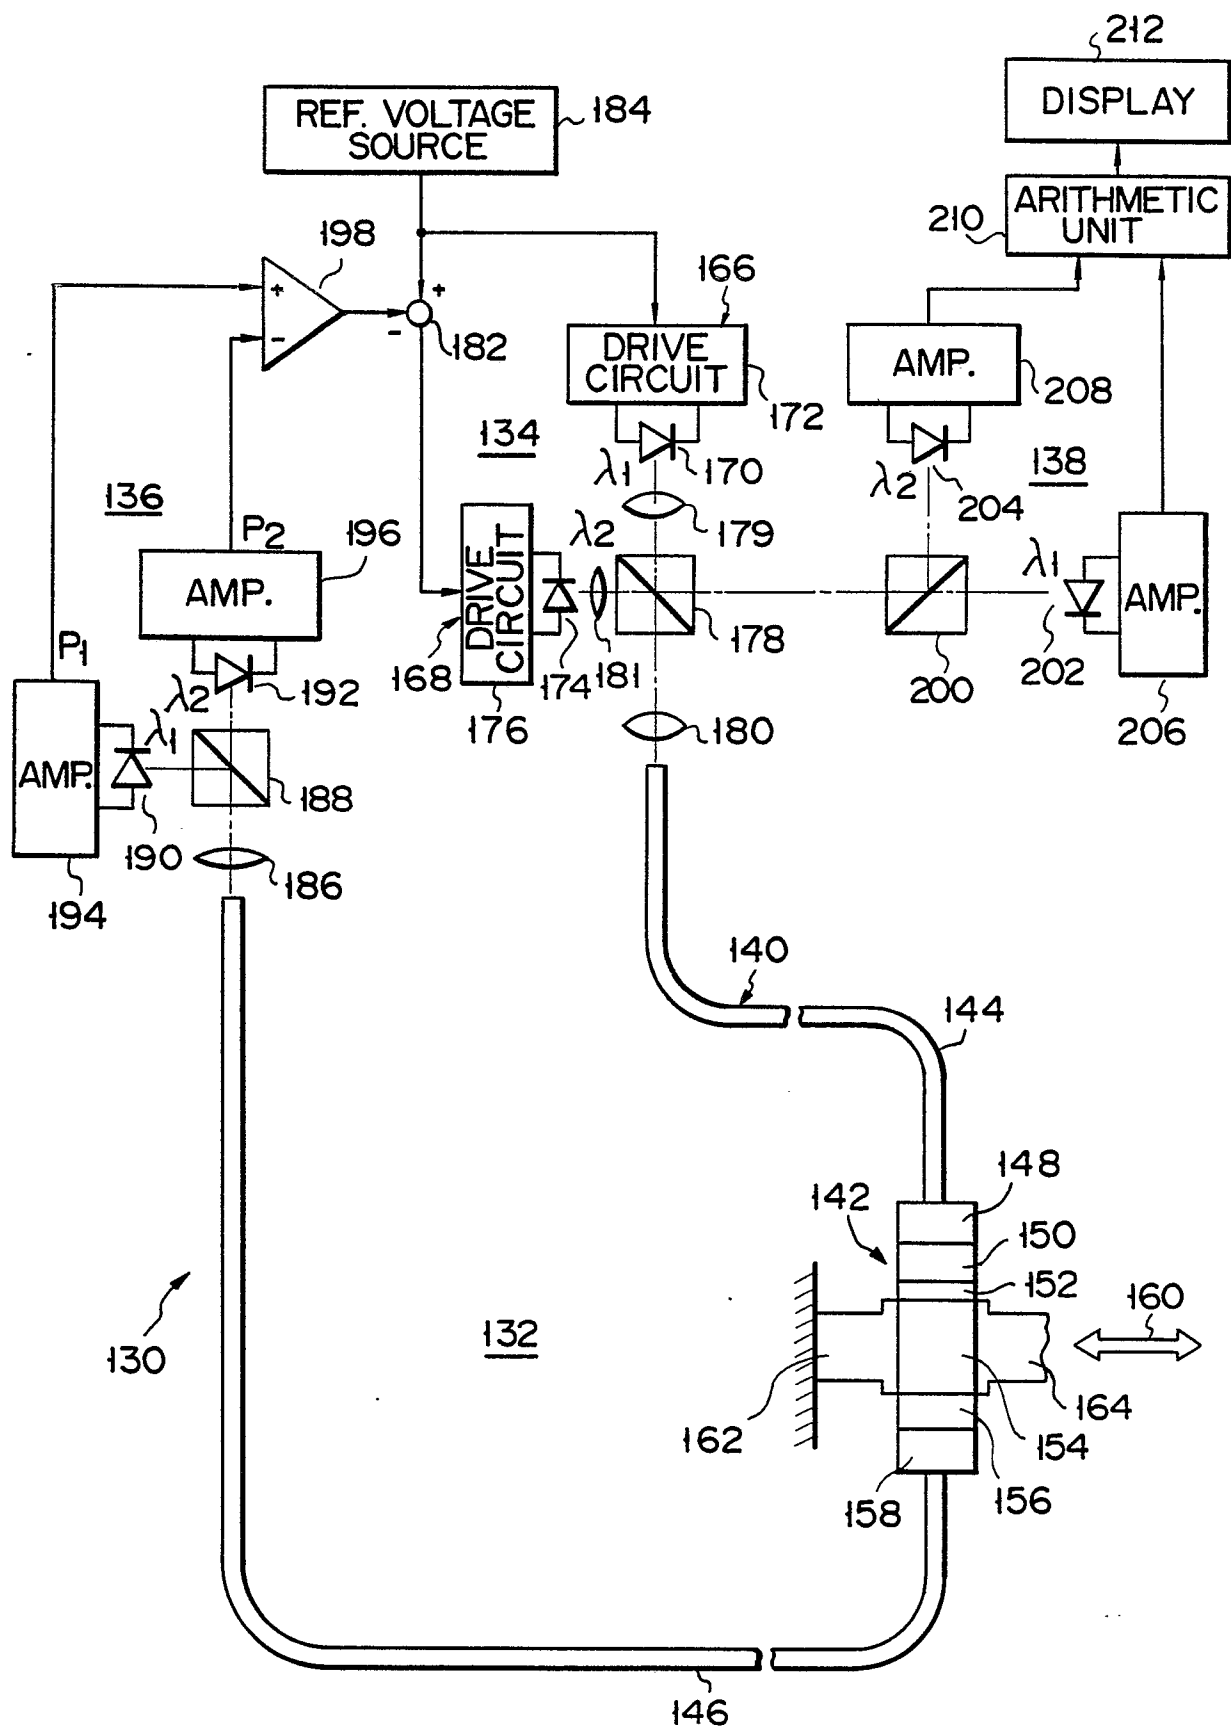 212
DISPLAY
REF. VOLTAGE
SOURCE
184
ARITHMETIC
UNIT
210
198
+
-
+
-
182
166
DRIVE
CIRCUIT
172
AMP.
208
134
λ1
170
λ2
204
138
136
P2
196
AMP.
DRIVE
CIRCUIT
λ2
179
λ1
AMP.
P1
λ2
192
168
174
181
178
200
202
176
180
206
λ1
AMP.
188
190
186
194
140
144
148
142
150
152
160
130
132
162
164
154
156
158
146